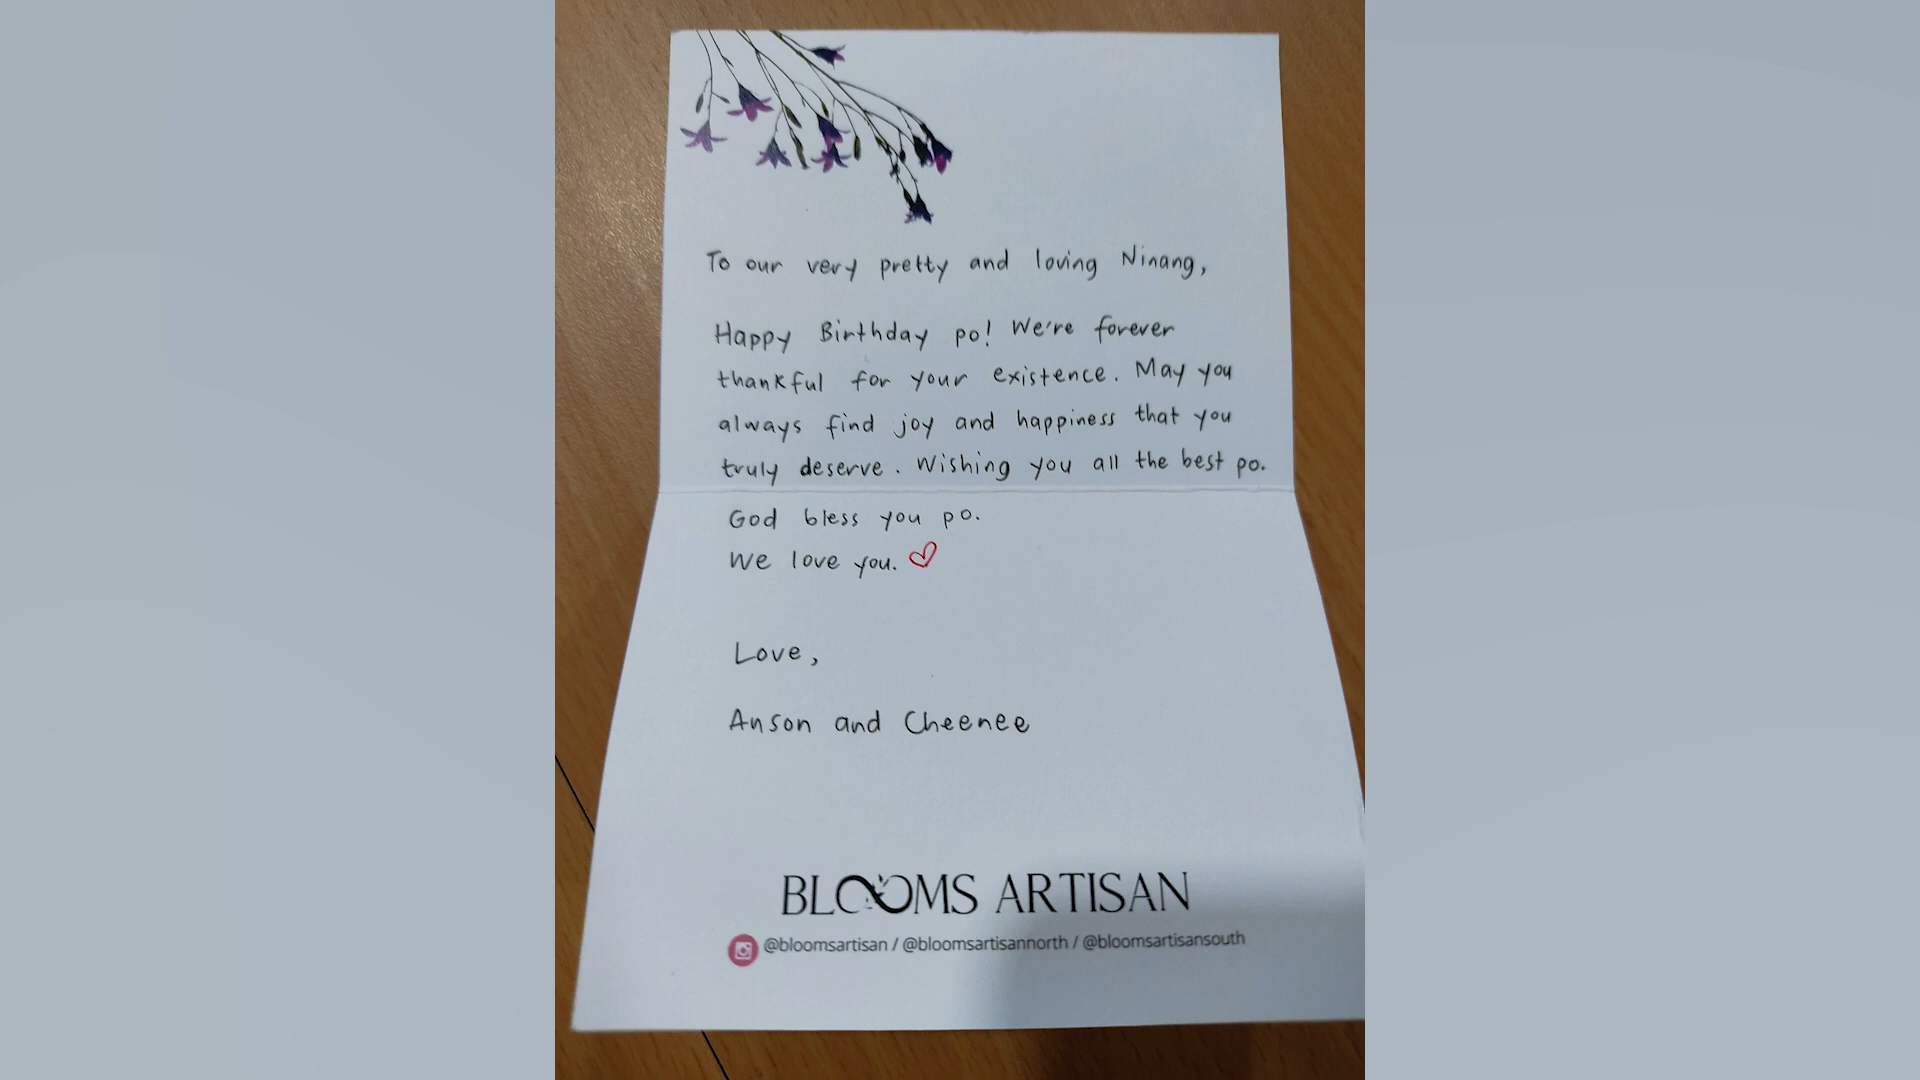 To our very pretty and loving Ninang,
Happy Birthday po! We're forever
thankful for your existence. May you
always find joy and happiness that you
truly deserve. Wishing you all the best po.
God bless you po.
We love you.
Love,
Anson and Cheenee
BLOOMS ARTISAN
@bloomsartisan / @bloomsartisannorth / @bloomsartisansouth